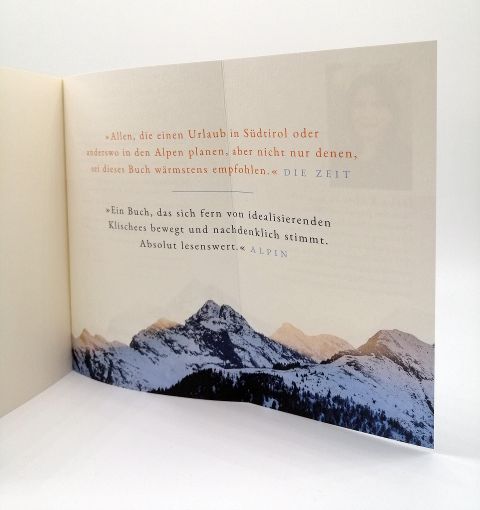 »Allen, die einen Urlaub in Südtirol oder
anderswo in den Alpen planen, aber nicht nur denen,
sei dieses Buch wärmstens empfohlen.« DIE ZEIT
»Ein Buch, das sich fern von idealisierenden
Klischees bewegt und nachdenklich stimmt.
Absolut lesenswert.« ALPIN